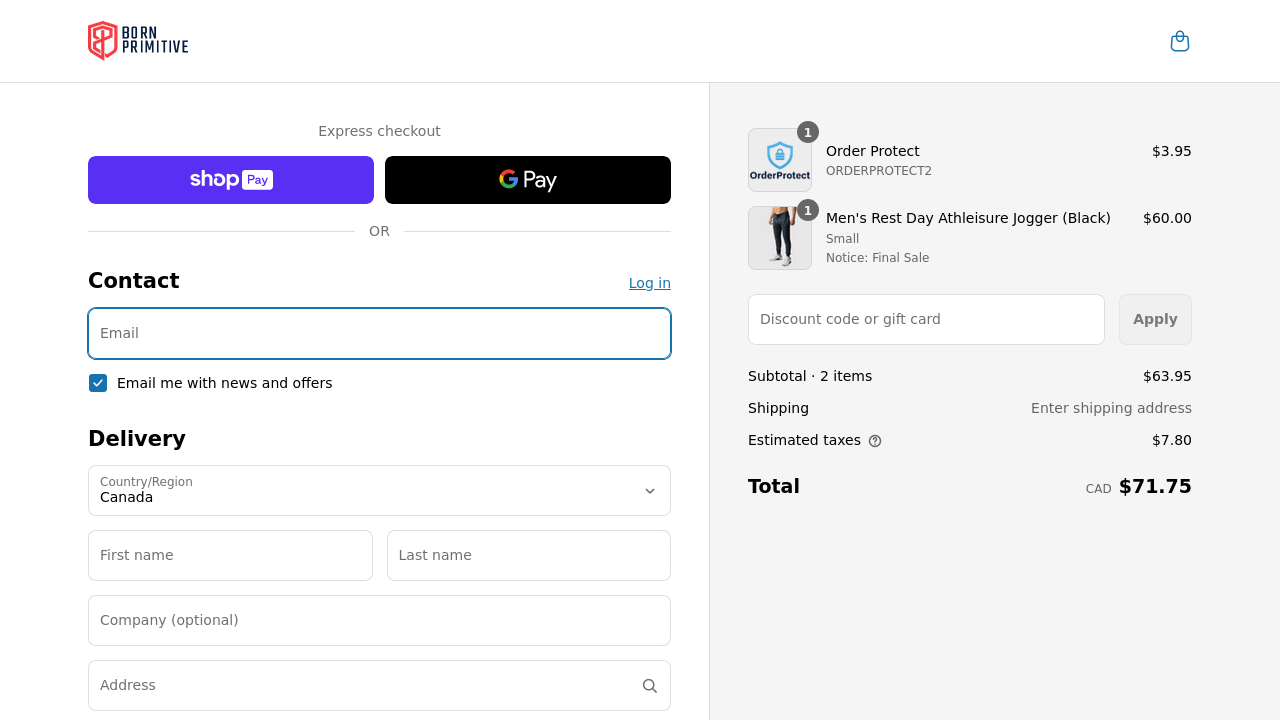 BORN
PRIMITIVE
Express checkout
shop Pay
G Pay
OR
Contact
Log in
Email
Email me with news and offers
Delivery
Country/Region
Canada
First name
Last name
Company (optional)
Address
1
OrderProtect
Order Protect
ORDERPROTECT2
$3.95
1
Men's Rest Day Athleisure Jogger (Black)
Small
Notice: Final Sale
$60.00
Discount code or gift card
Apply
Subtotal · 2 items
$63.95
Shipping
Enter shipping address
Estimated taxes
$7.80
Total
CAD $71.75